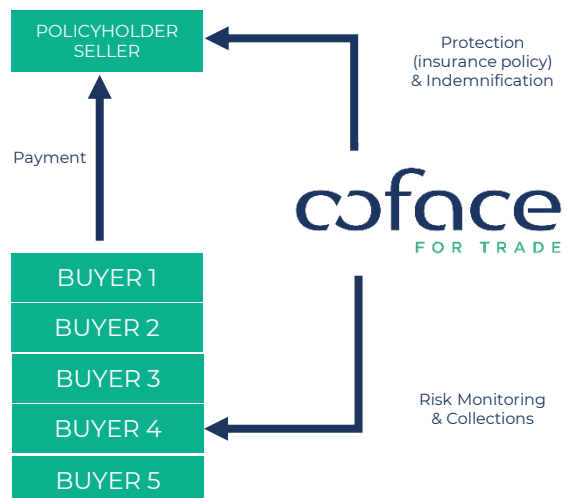 POLICYHOLDER
SELLER
Protection
(insurance policy)
& Indemnification
Payment
coface
FOR TRADE
BUYER 1
BUYER 2
BUYER 3
BUYER 4
BUYER 5
Risk Monitoring
& Collections